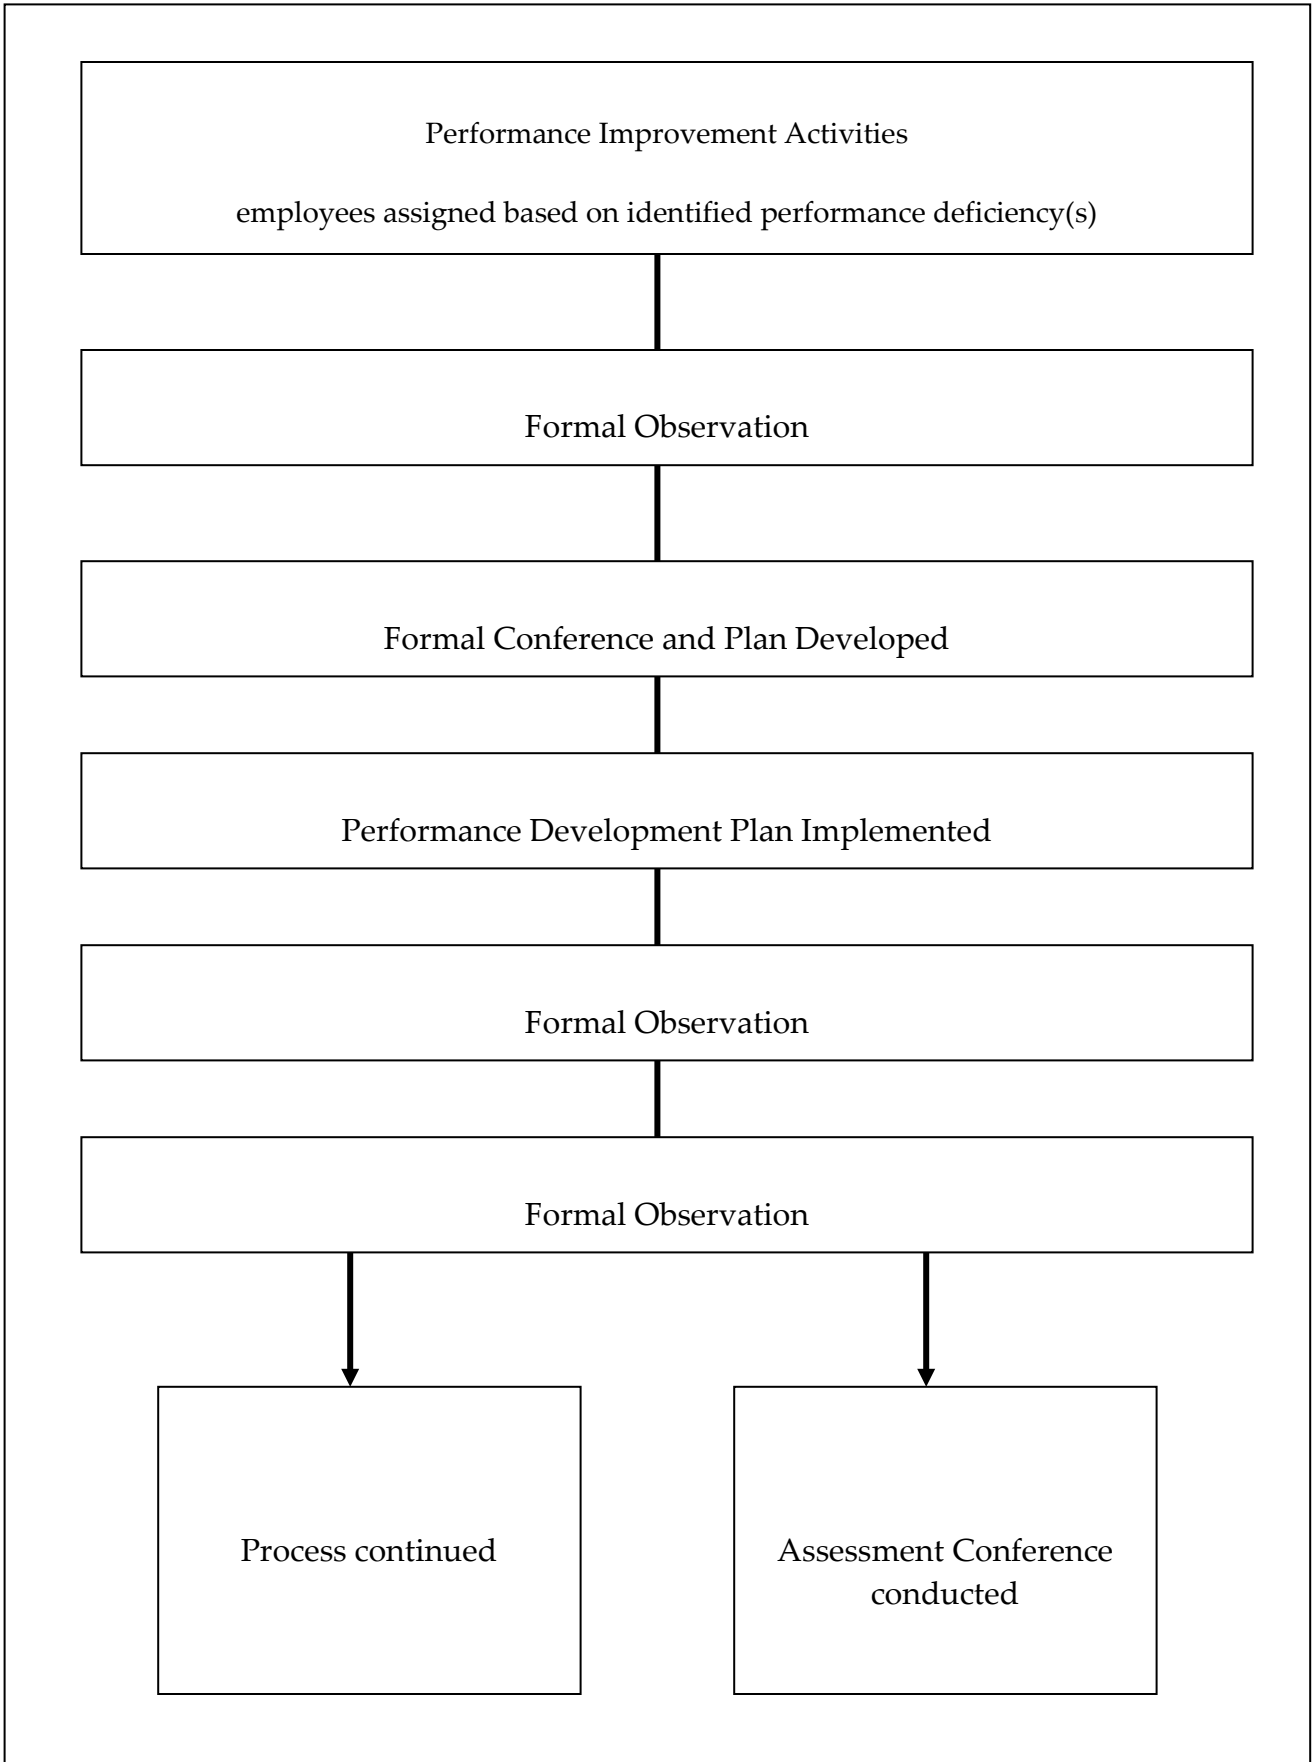 Performance Improvement Activities
employees assigned based on identified performance deficiency(s)
Formal Observation
Formal Conference and Plan Developed
Performance Development Plan Implemented
Formal Observation
Formal Observation
Process continued
Assessment Conference
conducted